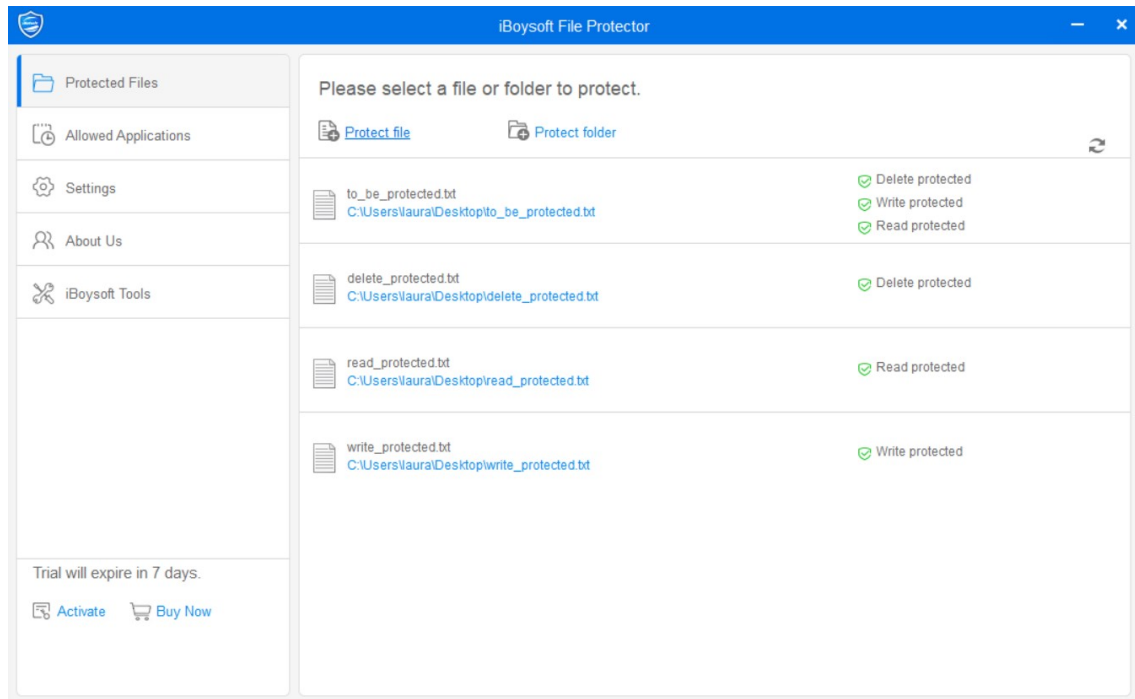 iBoysoft File Protector
Protected Files
Allowed Applications
Settings
About Us
iBoysoft Tools
Trial will expire in 7 days.
Activate
Buy Now
Please select a file or folder to protect.
Protect file
Protect folder
to_be_protected.txt
C:\Users\laura\Desktop\to_be_protected.txt
Delete protected
Write protected
Read protected
delete_protected.txt
C:\Users\laura\Desktop\delete_protected.txt
Delete protected
read_protected.txt
C:\Users\laura\Desktop\read_protected.txt
Read protected
write_protected.txt
C:\Users\laura\Desktop\write_protected.txt
Write protected